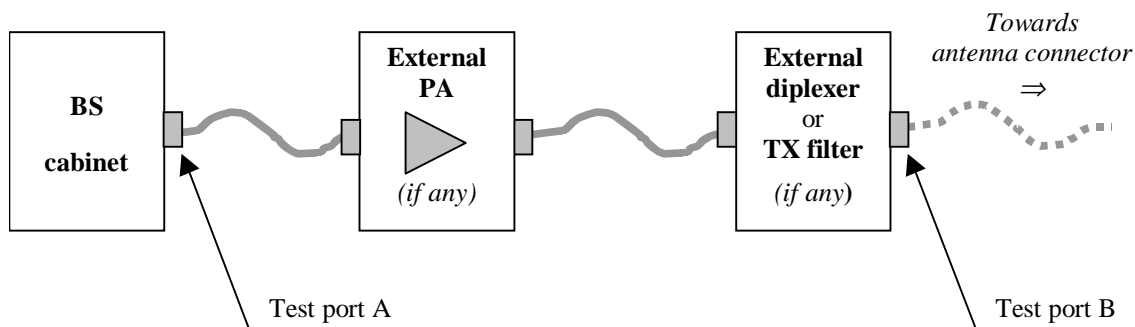 BS
cabinet
External
PA
(if any)
External
diplexer
or
TX filter
(if any)
Towards
antenna connector
⇒
Test port A
Test port B